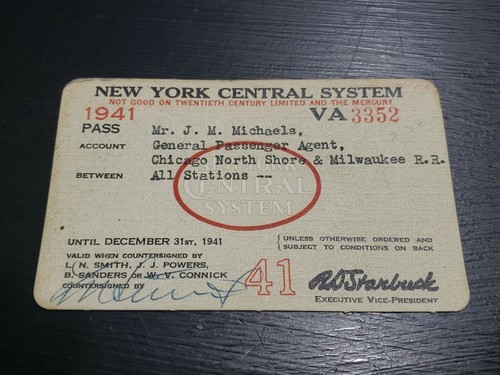 NEW YORK CENTRAL SYSTEM
NOT GOOD ON TWENTIETH CENTURY LIMITED AND THE MERCURY
1941 VA 3352
PASS Mr. J. M. Michaels,
ACCOUNT General Passenger Agent,
Chicago North Shore & Milwaukee R.R.
BETWEEN All Stations --
YORK
CENTRAL
SYSTEM
UNTIL DECEMBER 31ST, 1941
UNLESS OTHERWISE ORDERED AND
SUBJECT TO CONDITIONS ON BACK
VALID WHEN COUNTERSIGNED BY
L. N. SMITH, J. J. POWERS,
B. SANDERS OR W. V. CONNICK
COUNTERSIGNED BY
41
R D Starbuck
EXECUTIVE VICE-PRESIDENT